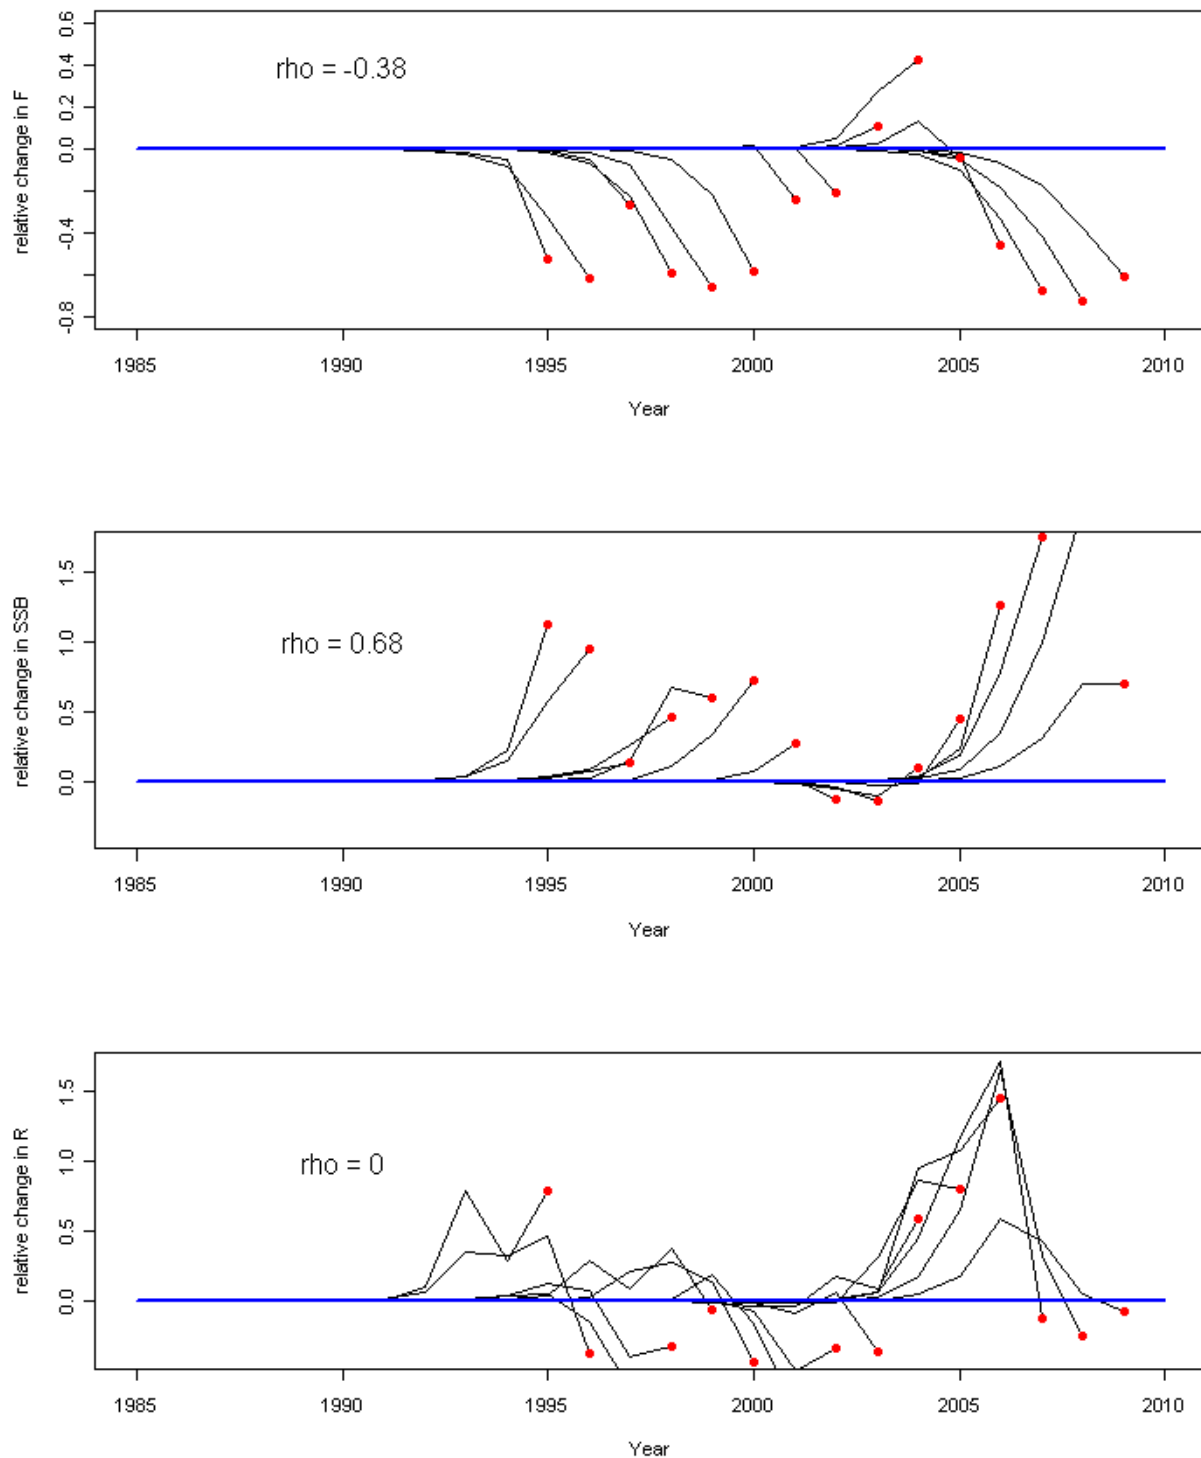 relative change in F
0.6
0.4
0.2
0.0
-0.4
-0.8
rho = -0.38
1985 1990 1995 2000 2005 2010
Year
relative change in SSB
1.5
1.0
0.5
0.0
rho = 0.68
1985 1990 1995 2000 2005 2010
Year
relative change in R
1.5
1.0
0.5
0.0
rho = 0
1985 1990 1995 2000 2005 2010
Year